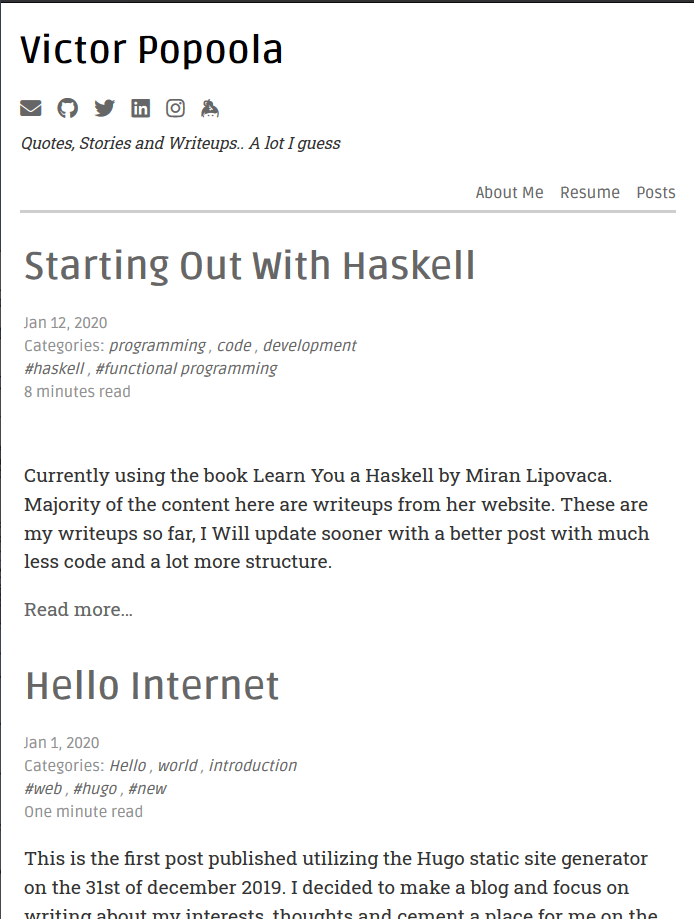 Victor Popoola
Quotes, Stories and Writeups.. A lot I guess
About Me Resume Posts
Starting Out With Haskell
Jan 12, 2020
Categories: programming , code , development
#haskell , #functional programming
8 minutes read
Currently using the book Learn You a Haskell by Miran Lipovaca.
Majority of the content here are writeups from her website. These are
my writeups so far, I Will update sooner with a better post with much
less code and a lot more structure.
Read more…
Hello Internet
Jan 1, 2020
Categories: Hello , world , introduction
#web , #hugo , #new
One minute read
This is the first post published utilizing the Hugo static site generator
on the 31st of december 2019. I decided to make a blog and focus on
writing about my interests, thoughts and cement a place for me on the